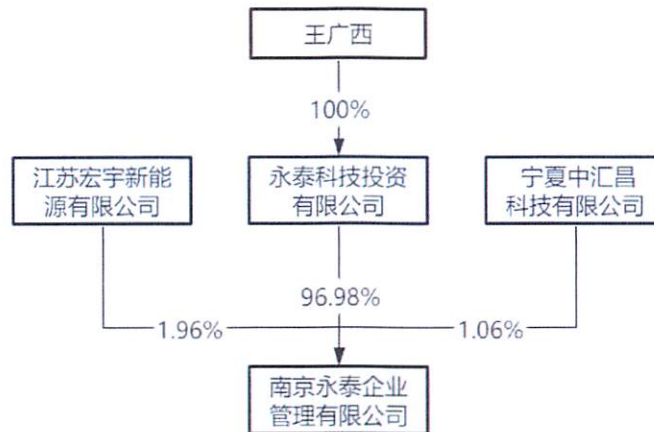 王广西
100%
江苏宏宇新能
源有限公司
永泰科技投资
有限公司
宁夏中汇昌
科技有限公司
96.98%
1.96%
1.06%
南京永泰企业
管理有限公司